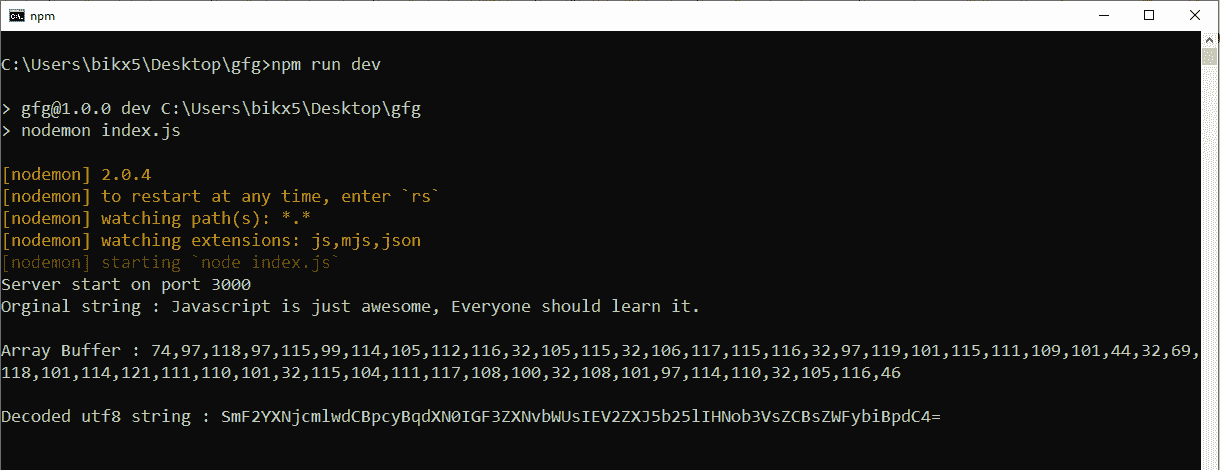 npm
C:\Users\bikx5\Desktop\gfg>npm run dev
> gfg@1.0.0 dev C:\Users\bikx5\Desktop\gfg
> nodemon index.js
[nodemon] 2.0.4
[nodemon] to restart at any time, enter `rs`
[nodemon] watching path(s): *.*
[nodemon] watching extensions: js,mjs,json
[nodemon] starting `node index.js`
Server start on port 3000
Orginal string : Javascript is just awesome, Everyone should learn it.
Array Buffer : 74,97,118,97,115,99,114,105,112,116,32,105,115,32,106,117,115,116,32,97,119,101,115,111,109,101,44,32,69,
118,101,114,121,111,110,101,32,115,104,111,117,108,100,32,108,101,97,114,110,32,105,116,46
Decoded utf8 string : SmF2YXNjcmlwdCBpcyBqdXN0IGF3ZXNvbWUsIEV2ZXJ5b25lIHNob3VsZCBsZWFybiBpdC4=